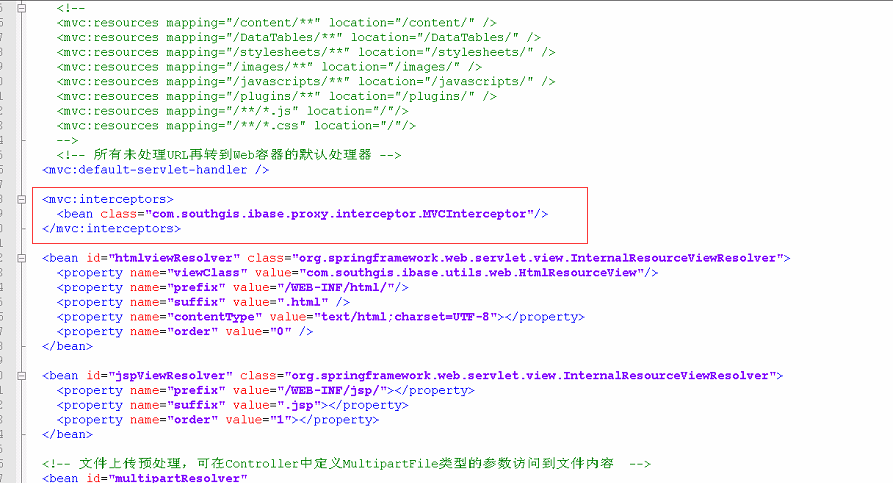 <!--
<mvc:resources mapping="/content/**" location="/content/" />
<mvc:resources mapping="/DataTables/**" location="/DataTables/" />
<mvc:resources mapping="/stylesheets/**" location="/stylesheets/" />
<mvc:resources mapping="/images/**" location="/images/" />
<mvc:resources mapping="/javascripts/**" location="/javascripts/" />
<mvc:resources mapping="/plugins/**" location="/plugins/" />
<mvc:resources mapping="/**/*.js" location="/"/>
<mvc:resources mapping="/**/*.css" location="/"/>
-->
<!-- 所有未处理URL再转到Web容器的默认处理器 -->
<mvc:default-servlet-handler />
<mvc:interceptors>
<bean class="com.southgis.ibase.proxy.interceptor.MVCInterceptor"/>
</mvc:interceptors>
<bean id="htmlviewResolver" class="org.springframework.web.servlet.view.InternalResourceViewResolver">
<property name="viewClass" value="com.southgis.ibase.utils.web.HtmlResourceView"/>
<property name="prefix" value="/WEB-INF/html/"/>
<property name="suffix" value=".html" />
<property name="contentType" value="text/html;charset=UTF-8"></property>
<property name="order" value="0" />
</bean>
<bean id="jspViewResolver" class="org.springframework.web.servlet.view.InternalResourceViewResolver">
<property name="prefix" value="/WEB-INF/jsp/"></property>
<property name="suffix" value=".jsp"></property>
<property name="order" value="1"></property>
</bean>
<!-- 文件上传预处理，可在Controller中定义MultipartFile类型的参数访问到文件内容 -->
<bean id="multipartResolver"